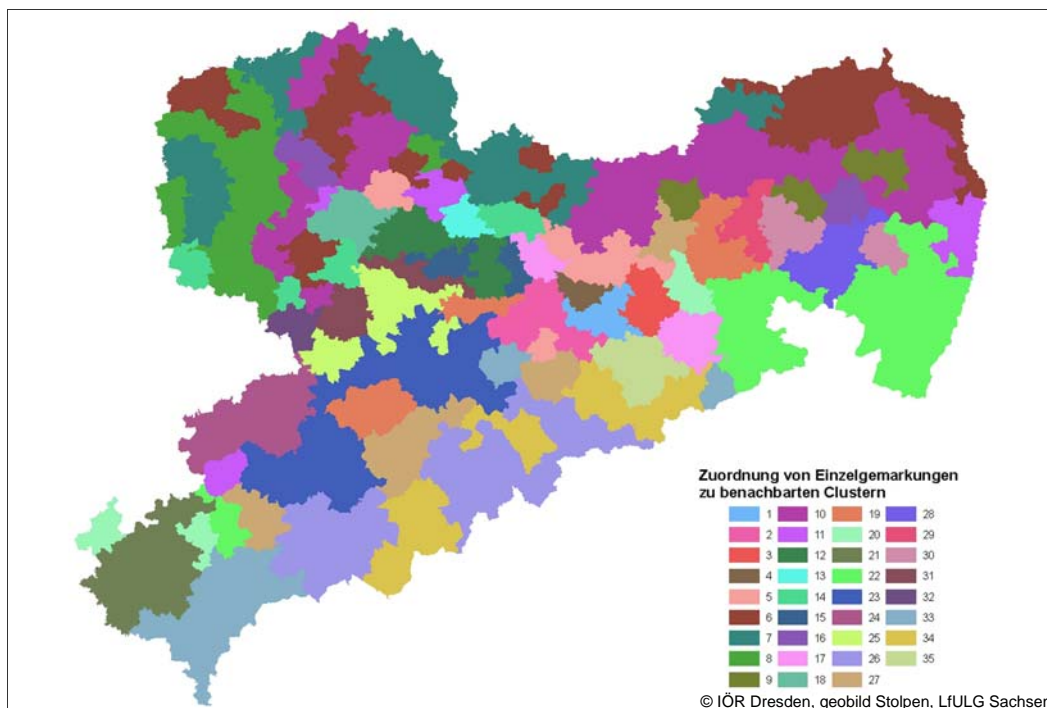 Zuordnung von Einzelgemarkungen
zu benachbarten Clustern
1 10 19 28
2 11 20 29
3 12 21 30
4 13 22 31
5 14 23 32
6 15 24 33
7 16 25 34
8 17 26 35
9 18 27
© IÖR Dresden, geobild Stolpen, LfULG Sachsen